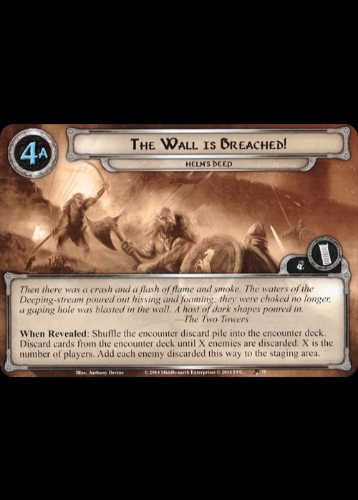 4A
The Wall is Breached!
Helm's Deep
Then there was a crash and a flash of flame and smoke. The waters of
the Deeping-stream poured out hissing and foaming: they were choked no longer,
a gaping hole was blasted in the wall. A host of dark shapes poured in.
—The Two Towers
When Revealed: Shuffle the encounter discard pile into the encounter deck.
Discard cards from the encounter deck until X enemies are discarded. X is
the number of players. Add each enemy discarded this way to the staging area.
Illus. Anthony Devine © 2014 Middle-earth Enterprises © 2014 FFG